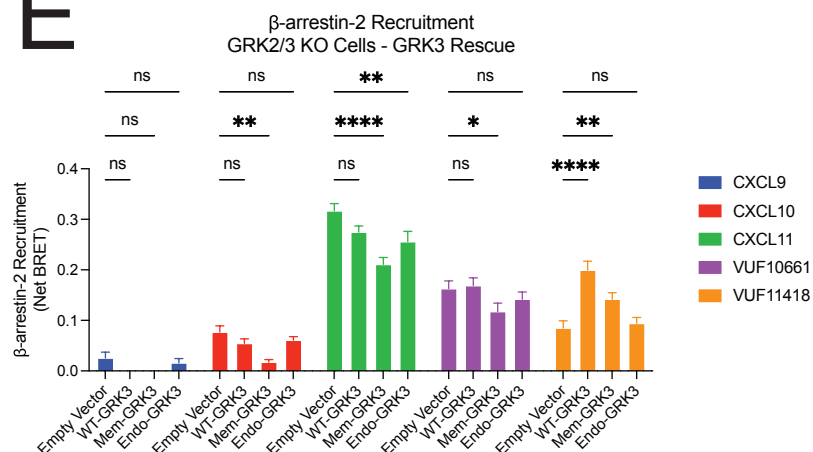 E
β-arrestin-2 Recruitment
GRK2/3 KO Cells - GRK3 Rescue
ns ns ** ns ns
ns ** **** * **
ns ns ns ns ****
β-arrestin-2 Recruitment
(Net BRET)
0.4
0.3
0.2
0.1
0.0
Empty Vector
WT-GRK3
Mem-GRK3
Endo-GRK3
Empty Vector
WT-GRK3
Mem-GRK3
Endo-GRK3
Empty Vector
WT-GRK3
Mem-GRK3
Endo-GRK3
Empty Vector
WT-GRK3
Mem-GRK3
Endo-GRK3
Empty Vector
WT-GRK3
Mem-GRK3
Endo-GRK3
CXCL9
CXCL10
CXCL11
VUF10661
VUF11418